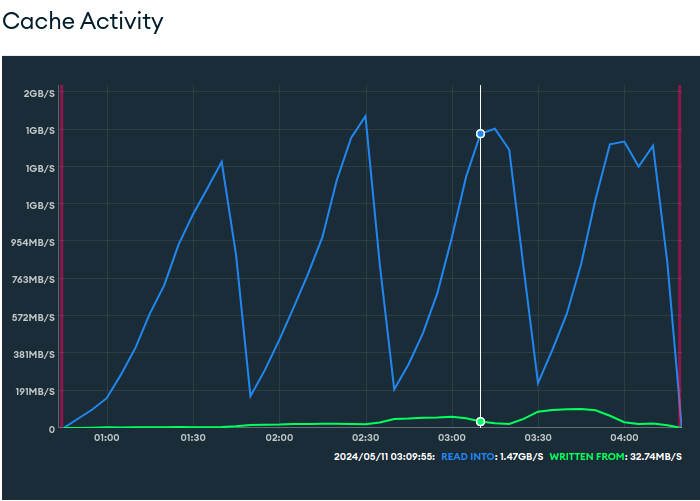 Cache Activity
2GB/S
1GB/S
1GB/S
1GB/S
954MB/S
763MB/S
572MB/S
381MB/S
191MB/S
0
01:00 01:30 02:00 02:30 03:00 03:30 04:00
2024/05/11 03:09:55: READ INTO: 1.47GB/S WRITTEN FROM: 32.74MB/S